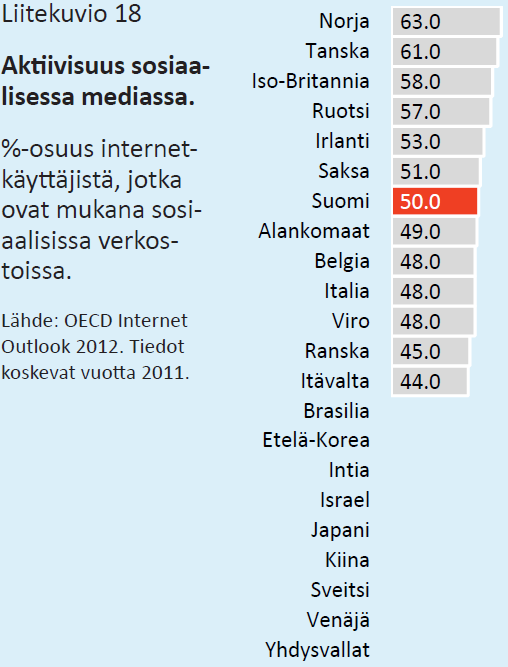 Liitekuvio 18
Aktiivisuus sosiaa-
lisessa mediassa.
%-osuus internet-
käyttäjistä, jotka
ovat mukana sosi-
aalisissa verkos-
toissa.
Lähde: OECD Internet
Outlook 2012. Tiedot
koskevat vuotta 2011.
Norja 63.0
Tanska 61.0
Iso-Britannia 58.0
Ruotsi 57.0
Irlanti 53.0
Saksa 51.0
Suomi 50.0
Alankomaat 49.0
Belgia 48.0
Italia 48.0
Viro 48.0
Ranska 45.0
Itävalta 44.0
Brasilia
Etelä-Korea
Intia
Israel
Japani
Kiina
Sveitsi
Venäjä
Yhdysvallat